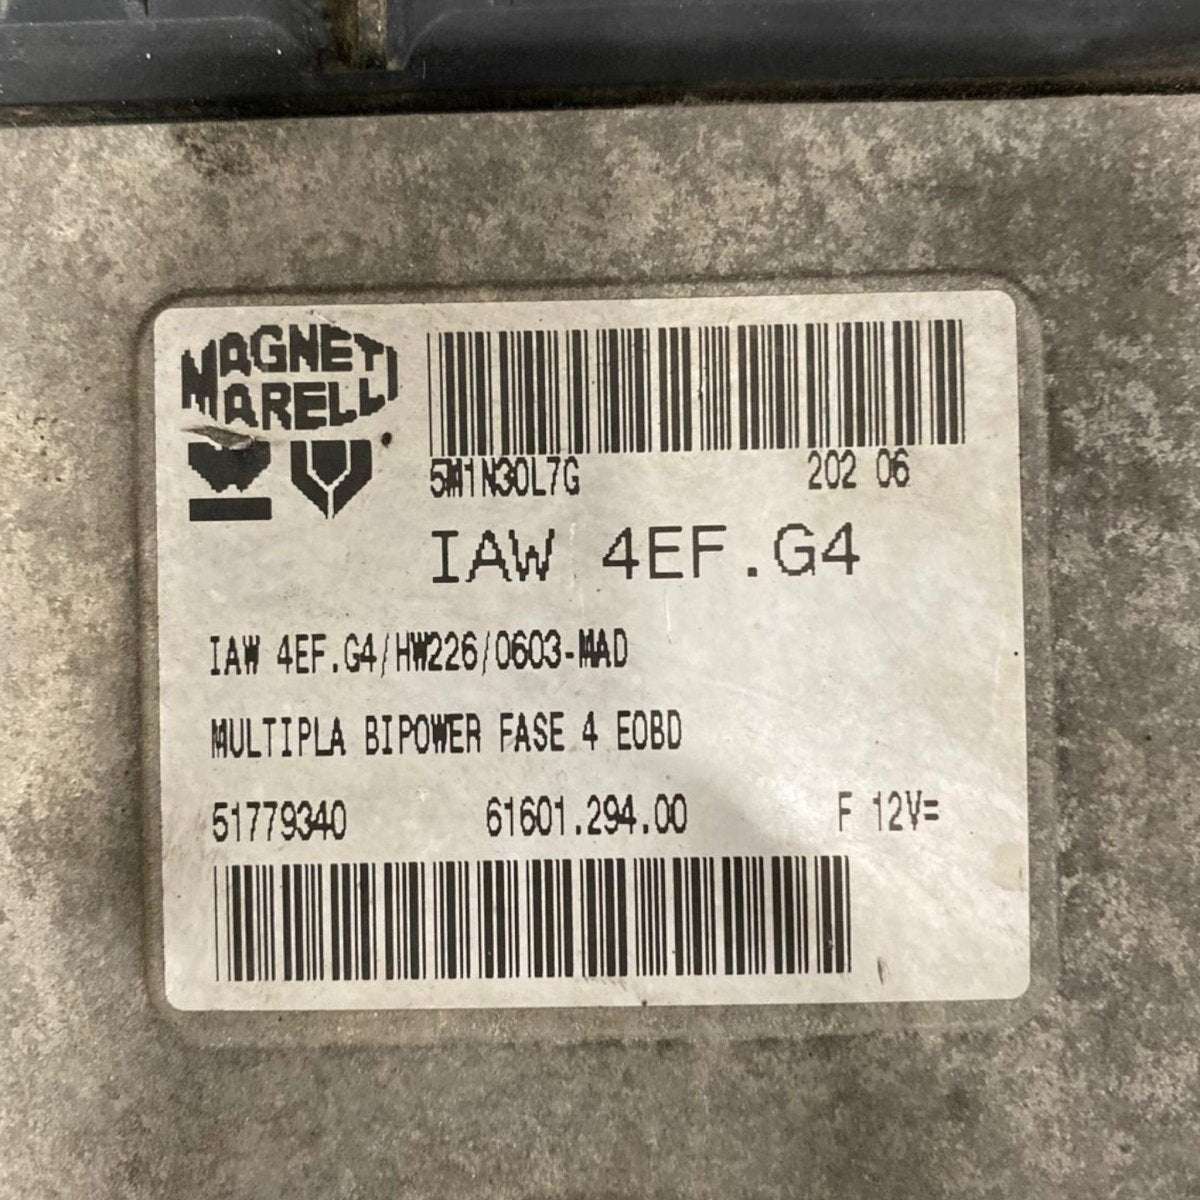 MAGNETI
MARELLI
5M1N30L7G 202 06
IAW 4EF.G4
IAW 4EF.G4/HW226/0603-MAD
MULTIPLA BIPOWER FASE 4 EOBD
51779340 61601.294.00 F 12V=